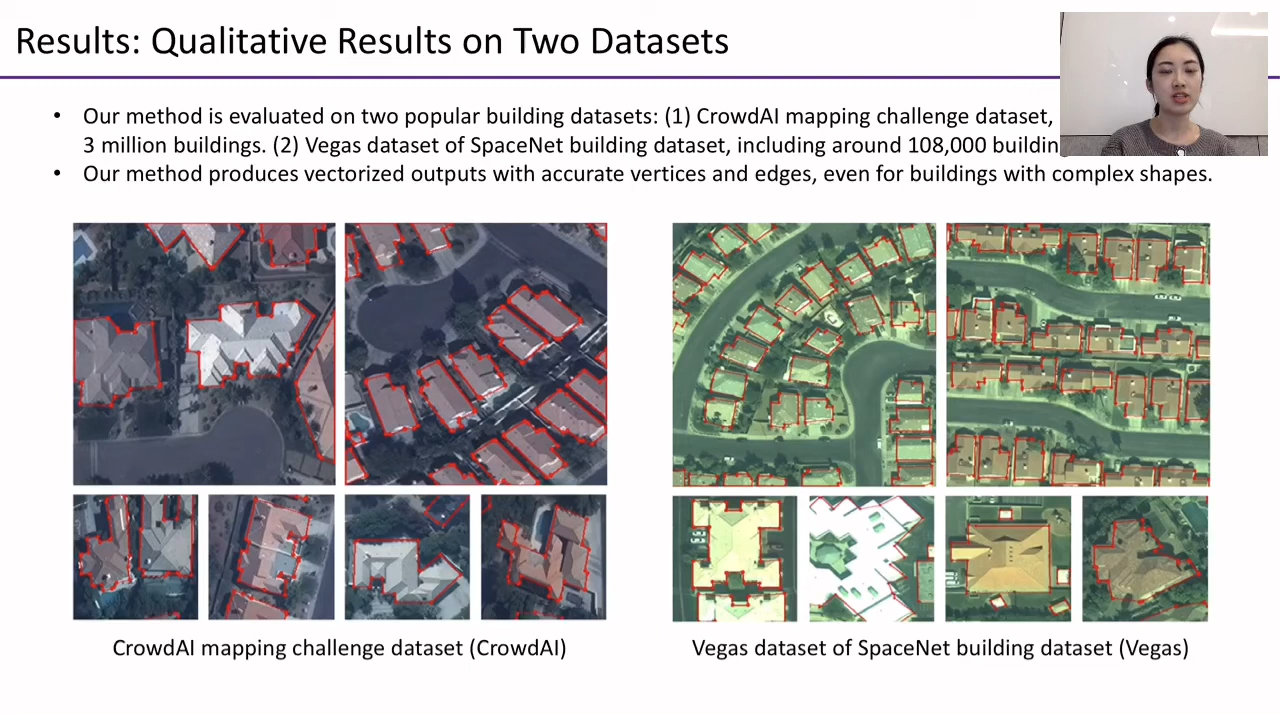 Results: Qualitative Results on Two Datasets
• Our method is evaluated on two popular building datasets: (1) CrowdAI mapping challenge dataset,
3 million buildings. (2) Vegas dataset of SpaceNet building dataset, including around 108,000
• Our method produces vectorized outputs with accurate vertices and edges, even for buildings with complex shapes.
CrowdAI mapping challenge dataset (CrowdAI)
Vegas dataset of SpaceNet building dataset (Vegas)